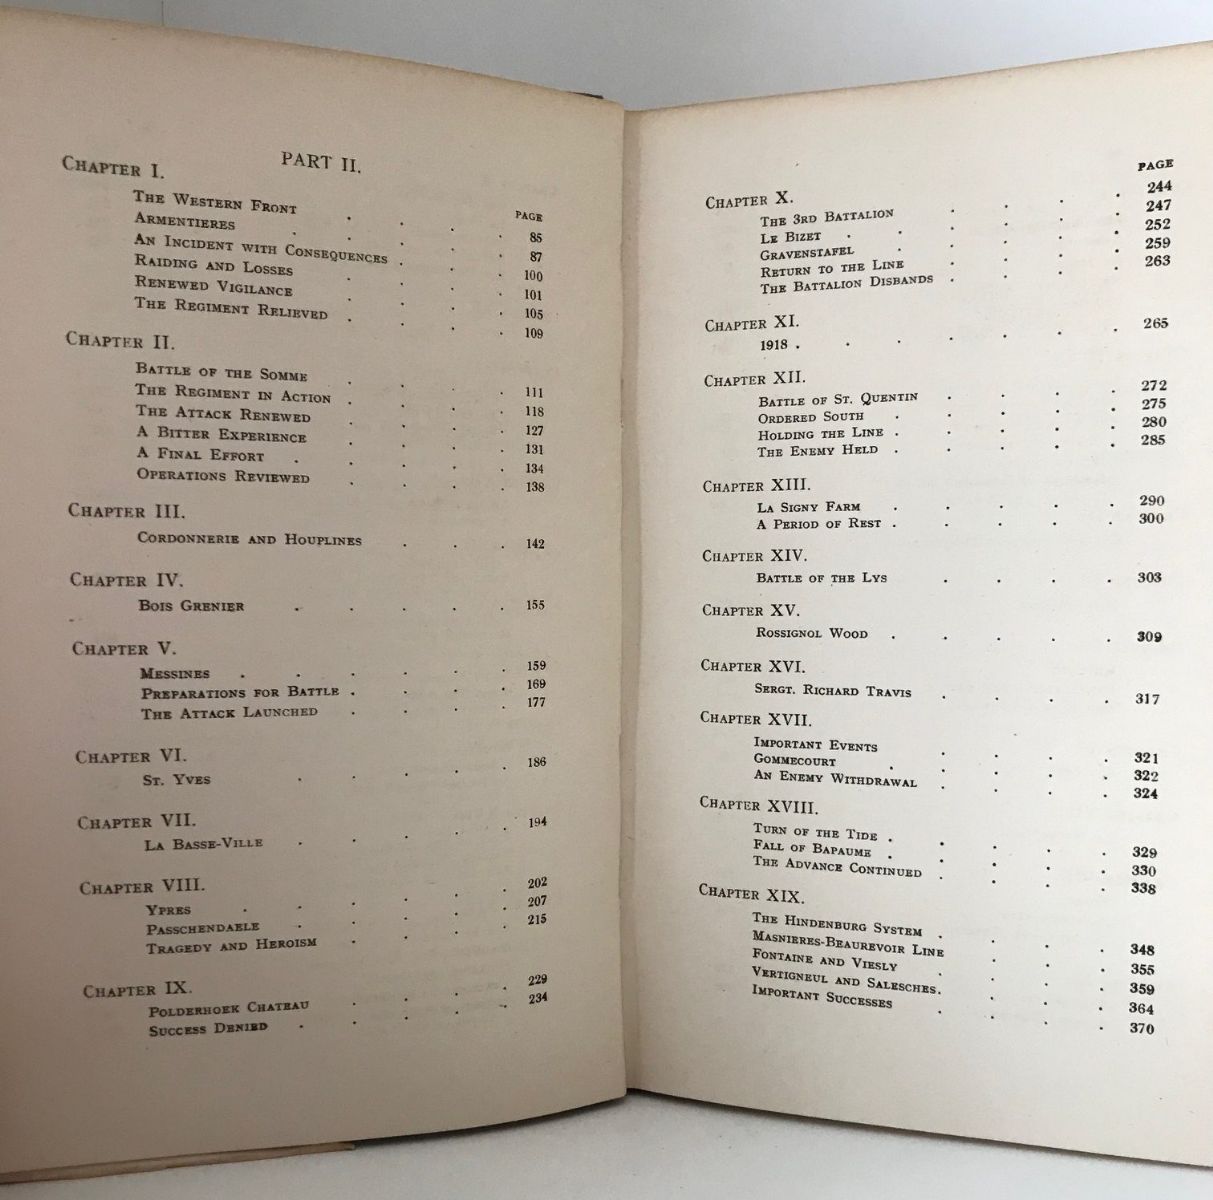 PART II.
CHAPTER I.
PAGE
THE WESTERN FRONT . . . . 85
ARMENTIERES . . . . . 87
AN INCIDENT WITH CONSEQUENCES . . . 100
RAIDING AND LOSSES . . . . 101
RENEWED VIGILANCE . . . . 105
THE REGIMENT RELIEVED . . . . 109
CHAPTER II.
BATTLE OF THE SOMME . . . . 111
THE REGIMENT IN ACTION . . . . 118
THE ATTACK RENEWED . . . . 127
A BITTER EXPERIENCE . . . . 131
A FINAL EFFORT . . . . . 134
OPERATIONS REVIEWED . . . . 138
CHAPTER III.
CORDONNERIE AND HOUPLINES . . . 142
CHAPTER IV.
BOIS GRENIER . . . . . 155
CHAPTER V.
MESSINES . . . . . . 159
PREPARATIONS FOR BATTLE . . . . 169
THE ATTACK LAUNCHED . . . . 177
CHAPTER VI.
ST. YVES . . . . . 186
CHAPTER VII.
LA BASSE-VILLE . . . . . 194
CHAPTER VIII.
YPRES . . . . . . 202
PASSCHENDAELE . . . . . 207
TRAGEDY AND HEROISM . . . . 215
CHAPTER IX.
POLDERHOEK CHATEAU . . . . 229
SUCCESS DENIED . . . . . 234
PAGE
CHAPTER X.
THE 3RD BATTALION . . . . 244
LE BIZET . . . . . . 247
GRAVENSTAFEL . . . . . 252
RETURN TO THE LINE . . . . 259
THE BATTALION DISBANDS . . . . 263
CHAPTER XI.
1918 . . . . . . . 265
CHAPTER XII.
BATTLE OF ST. QUENTIN . . . . 272
ORDERED SOUTH . . . . . 275
HOLDING THE LINE . . . . . 280
THE ENEMY HELD . . . . . 285
CHAPTER XIII.
LA SIGNY FARM . . . . . 290
A PERIOD OF REST . . . . . 300
CHAPTER XIV.
BATTLE OF THE LYS . . . . 303
CHAPTER XV.
ROSSIGNOL WOOD . . . . . 309
CHAPTER XVI.
SERGT. RICHARD TRAVIS . . . . 317
CHAPTER XVII.
IMPORTANT EVENTS . . . . 321
GOMMECOURT . . . . . 322
AN ENEMY WITHDRAWAL . . . . 324
CHAPTER XVIII.
TURN OF THE TIDE . . . . . 329
FALL OF BAPAUME . . . . . 330
THE ADVANCE CONTINUED . . . . 338
CHAPTER XIX.
THE HINDENBURG SYSTEM . . . . 348
MASNIERES-BEAUREVOIR LINE . . . 355
FONTAINE AND VIESLY . . . . 359
VERTIGNEUL AND SALESCHES . . . . 364
IMPORTANT SUCCESSES . . . . 370